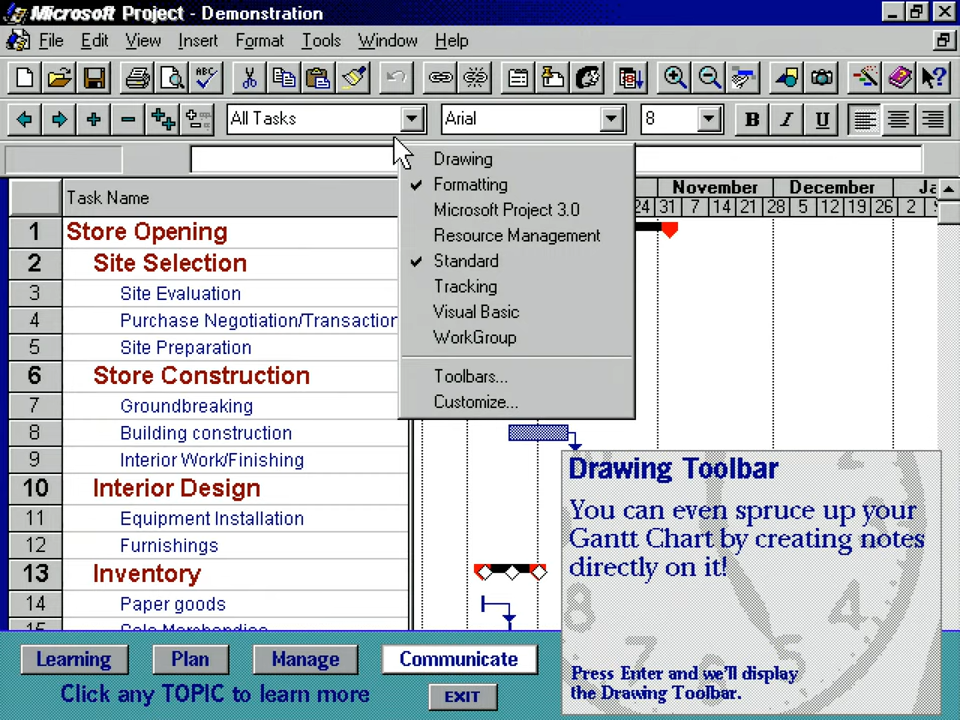 Microsoft Project - Demonstration
File Edit View Insert Format Tools Window Help
ABC
All Tasks Arial 8 B I U
Drawing
Formatting
Microsoft Project 3.0
Resource Management
Standard
Tracking
Visual Basic
WorkGroup
Toolbars...
Customize...
Task Name
November December
24 31 7 14 21 28 5 12 19 26 2
1 Store Opening
2 Site Selection
3 Site Evaluation
4 Purchase Negotiation/Transaction
5 Site Preparation
6 Store Construction
7 Groundbreaking
8 Building construction
9 Interior Work/Finishing
10 Interior Design
11 Equipment Installation
12 Furnishings
13 Inventory
14 Paper goods
Drawing Toolbar
You can even spruce up your
Gantt Chart by creating notes
directly on it!
Press Enter and we'll display
the Drawing Toolbar.
Learning Plan Manage Communicate
Click any TOPIC to learn more EXIT